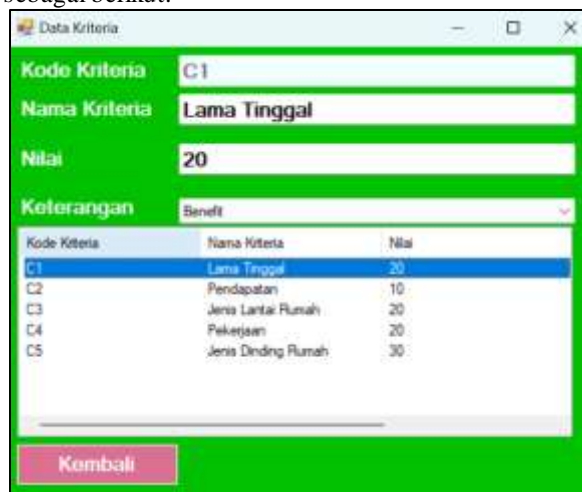 sebagai berikut:
Data Kriteria
Kode Kriteria C1
Nama Kriteria Lama Tinggal
Nilai 20
Keterangan Benefit
Kode Kriteria Nama Kriteria Nilai
C1 Lama Tinggal 20
C2 Pendapatan 10
C3 Jenis Lantai Rumah 20
C4 Pekerjaan 20
C5 Jenis Dinding Rumah 30
Kembali